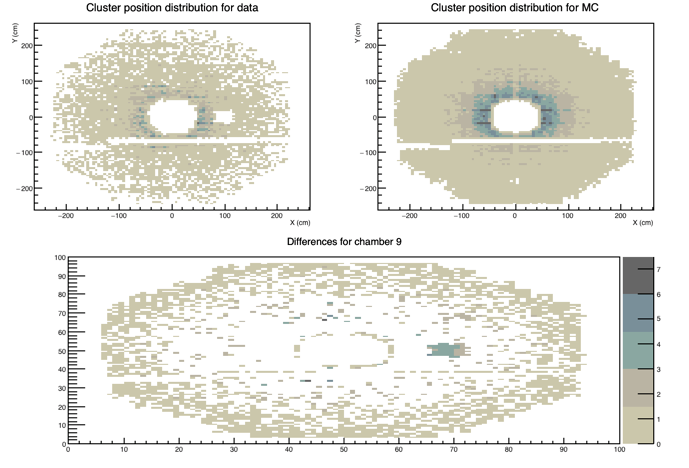 Cluster position distribution for data
Y (cm)
200
100
0
−100
−200
−200 −100 0 100 200
X (cm)
Cluster position distribution for MC
Y (cm)
200
100
0
−100
−200
−200 −100 0 100 200
X (cm)
Differences for chamber 9
100
90
80
70
60
50
40
30
20
10
0
0 10 20 30 40 50 60 70 80 90 100
7
6
5
4
3
2
1
0